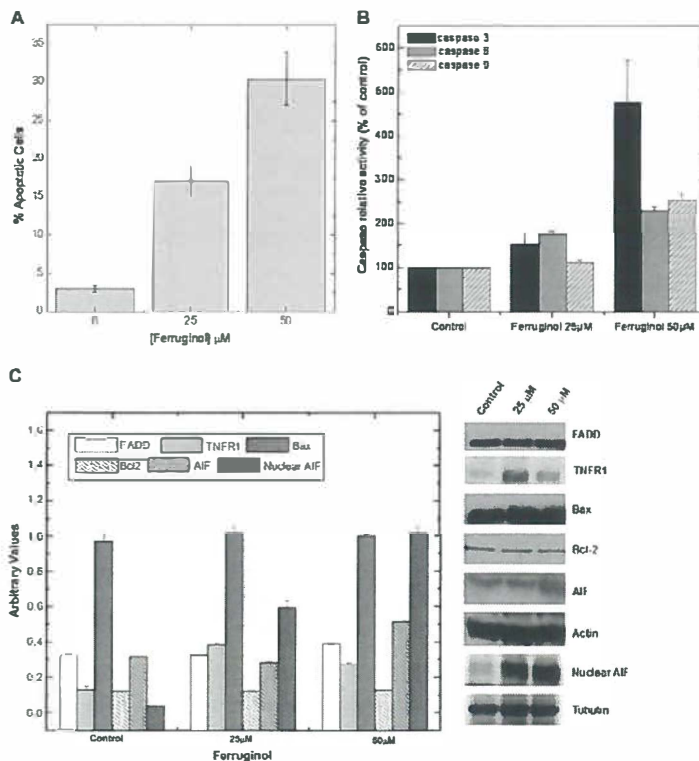 A
35
30
25
20
15
10
5
0
% Apoptotic Cells
0
25
50
[Ferruginol] µM
B
caspase 3
caspase 8
caspase 9
600
500
400
300
200
100
0
Caspase relative activity (% of control)
Control
Ferruginol 25µM
Ferruginol 50µM
C
FADD
TNFR1
Bax
Bcl2
AIF
Nuclear AIF
1.4
1.2
1.0
0.8
0.6
0.4
0.2
0.0
Arbitrary Values
Control
25µM
50µM
Ferruginol
Control
25 µM
50 µM
FADD
TNFR1
Bax
Bcl-2
AIF
Actin
Nuclear AIF
Tubulin